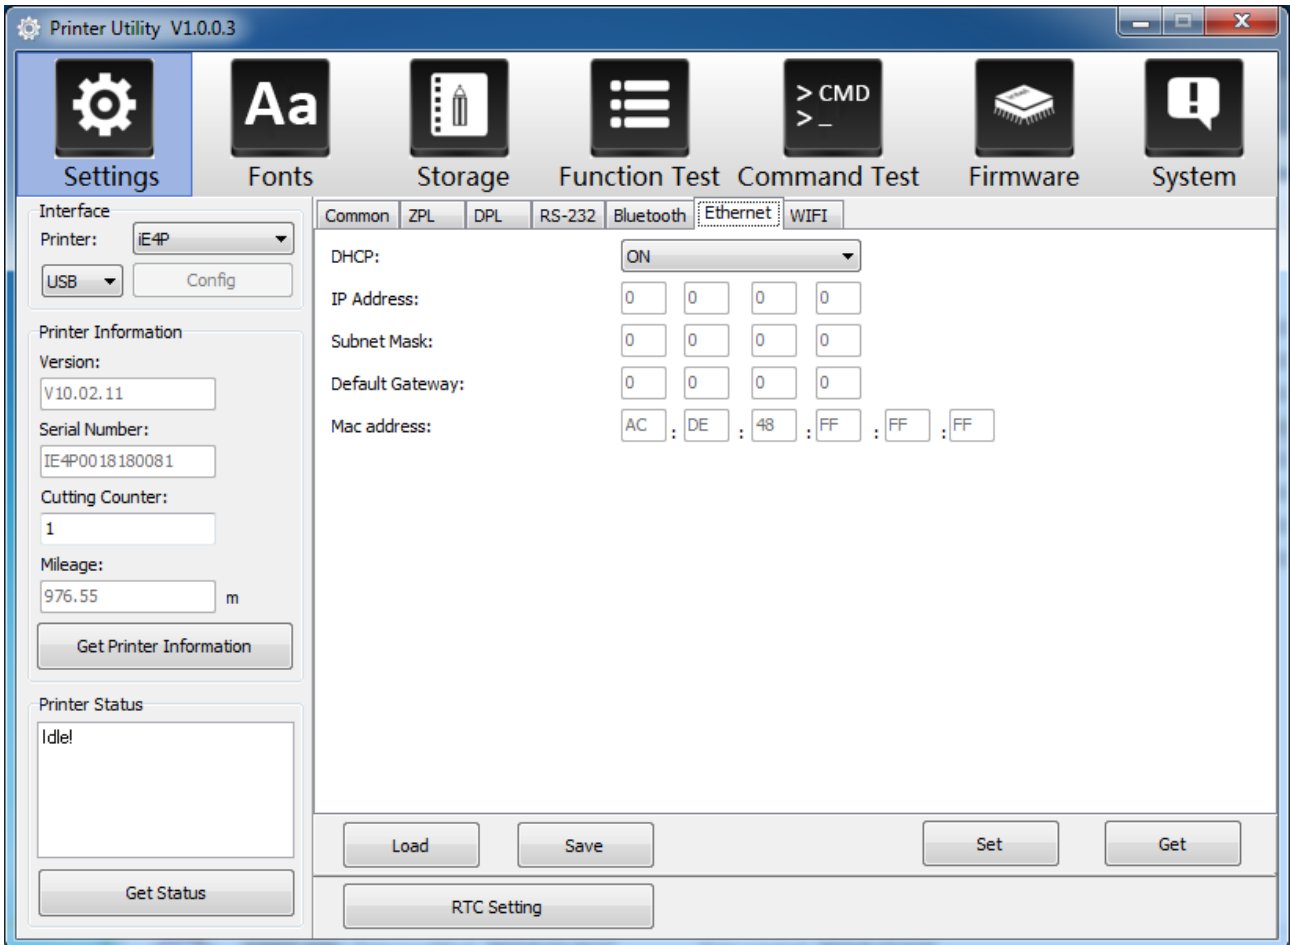 Printer Utility V1.0.0.3
Aa
> CMD
> _
Settings Fonts Storage Function Test Command Test Firmware System
Interface
Printer: iE4P
USB Config
Printer Information
Version:
V10.02.11
Serial Number:
IE4P0018180081
Cutting Counter:
1
Mileage:
976.55 m
Get Printer Information
Printer Status
Idle!
Get Status
Common ZPL DPL RS-232 Bluetooth Ethernet WIFI
DHCP: ON
IP Address: 0 0 0 0
Subnet Mask: 0 0 0 0
Default Gateway: 0 0 0 0
Mac address: AC : DE : 48 : FF : FF : FF
Load Save Set Get
RTC Setting